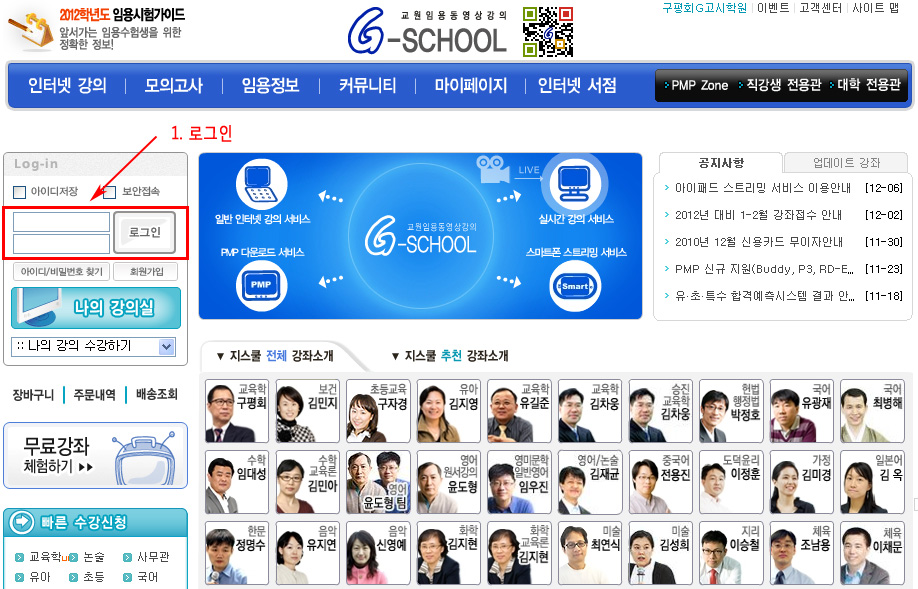 구평회G고시학원 | 이벤트 | 고객센터 | 사이트 맵
2012학년도 임용시험가이드
앞서가는 임용수험생을 위한
정확한 정보!
교원임용동영상강의
G-SCHOOL
인터넷 강의 | 모의고사 | 임용정보 | 커뮤니티 | 마이페이지 | 인터넷 서점
PMP Zone 직강생 전용관 대학 전용관
1. 로그인
Log-in
아이디저장 보안접속
로그인
아이디/비밀번호 찾기 회원가입
나의 강의실
:: 나의 강의 수강하기
장바구니 | 주문내역 | 배송조회
무료강좌
체험하기
빠른 수강신청
교육학 논술 사무관
유아 초등 국어
LIVE
일반 인터넷 강의 서비스
실시간 강의 서비스
교원임용동영상강의
G-SCHOOL
PMP 다운로드 서비스
스마트폰 스트리밍 서비스
PMP
Smart
공지사항 업데이트 강좌
아이패드 스트리밍 서비스 이용안내 [12-06]
2012년 대비 1-2월 강좌접수 안내 [12-02]
2010년 12월 신용카드 무이자안내 [11-30]
PMP 신규 지원(Buddy, P3, RD-E... [11-23]
유·초·특수 합격예측시스템 결과 안... [11-18]
▼ 지스쿨 전체 강좌소개
▼ 지스쿨 추천 강좌소개
교육학
구평회
보건
김민지
초등교육
구자경
유아
김지영
교육학
유길준
교육학
김차웅
승진
교육학
김차웅
헌법
행정법
박정호
국어
유광재
국어
최병해
수학
임대성
수학
교육론
김민아
영어
윤도형 팀
영어
원서강의
윤도형
영미문학
일반영어
임우진
영어/논술
김재균
중국어
전용진
도덕윤리
이정훈
가정
김미경
일본어
김 옥
한문
정명수
음악
유지연
음악
신영예
화학
김지현
화학
교육론
김지현
미술
최연식
미술
김성희
지리
이승철
체육
조남용
체육
이채문